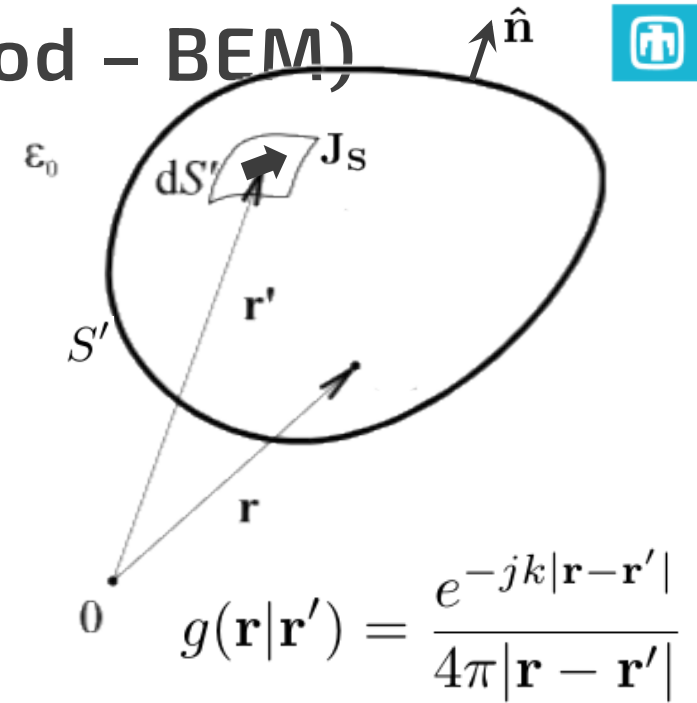 od – BEM)
n̂
ε₀
dS'
J_S
r'
S'
r
0
g(r|r') = e^{-jk|r-r'|} / 4π|r - r'|